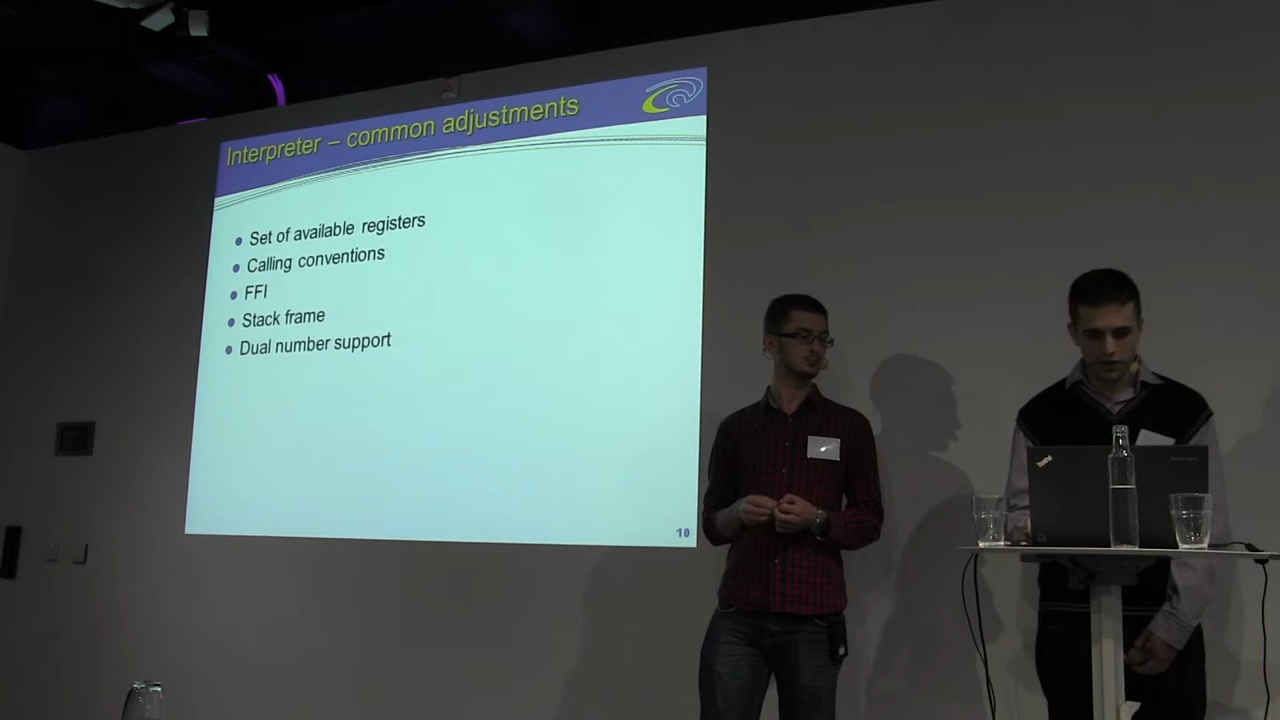 Interpreter – common adjustments
Set of available registers
Calling conventions
FFI
Stack frame
Dual number support
10